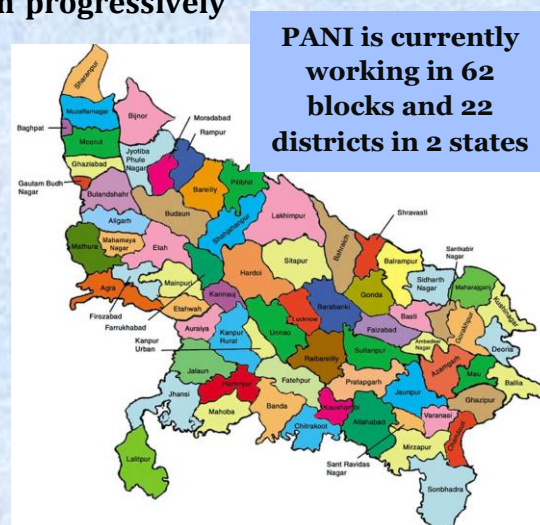 n progressively
PANI is currently
working in 62
blocks and 22
districts in 2 states
Sharanpur
Muzaffarnagar
Bijnor
Moradabad
Rampur
Baghpat
Moorut
Jyotiba
Phule
Nagar
Ghaziabad
Gautam Budh
Nagar
Bulandshahr
Bareilly
Pilibhit
Lakhimpur
Shravasti
Aligarh
Budaun
Shahjahanpur
Bahraich
Santkabir
Nagar
Mathura
Mahamaya
Nagar
Etah
Hardoi
Sitapur
Balrampur
Sidharth
Nagar
Maharajganj
Kushinagar
Agra
Mainpuri
Kannauj
Barabanki
Gonda
Basti
Gorakhpur
Firozabad
Farrukhabad
Etahwah
Lucknow
Faizabad
Ambedkar
Nagar
Deoria
Auraiya
Kanpur
Rural
Unnao
Kanpur
Urban
Raibareilly
Sultanpur
Azamgarh
Mau
Ballia
Jalaun
Hamirpur
Fatehpur
Pratapgarh
Jaunpur
Ghazipur
Jhansi
Mahoba
Banda
Kaushambi
Chitrakoot
Allahabad
Varanasi
Chandauli
Lalitpur
Sant Ravidas
Nagar
Mirzapur
Sonbhadra